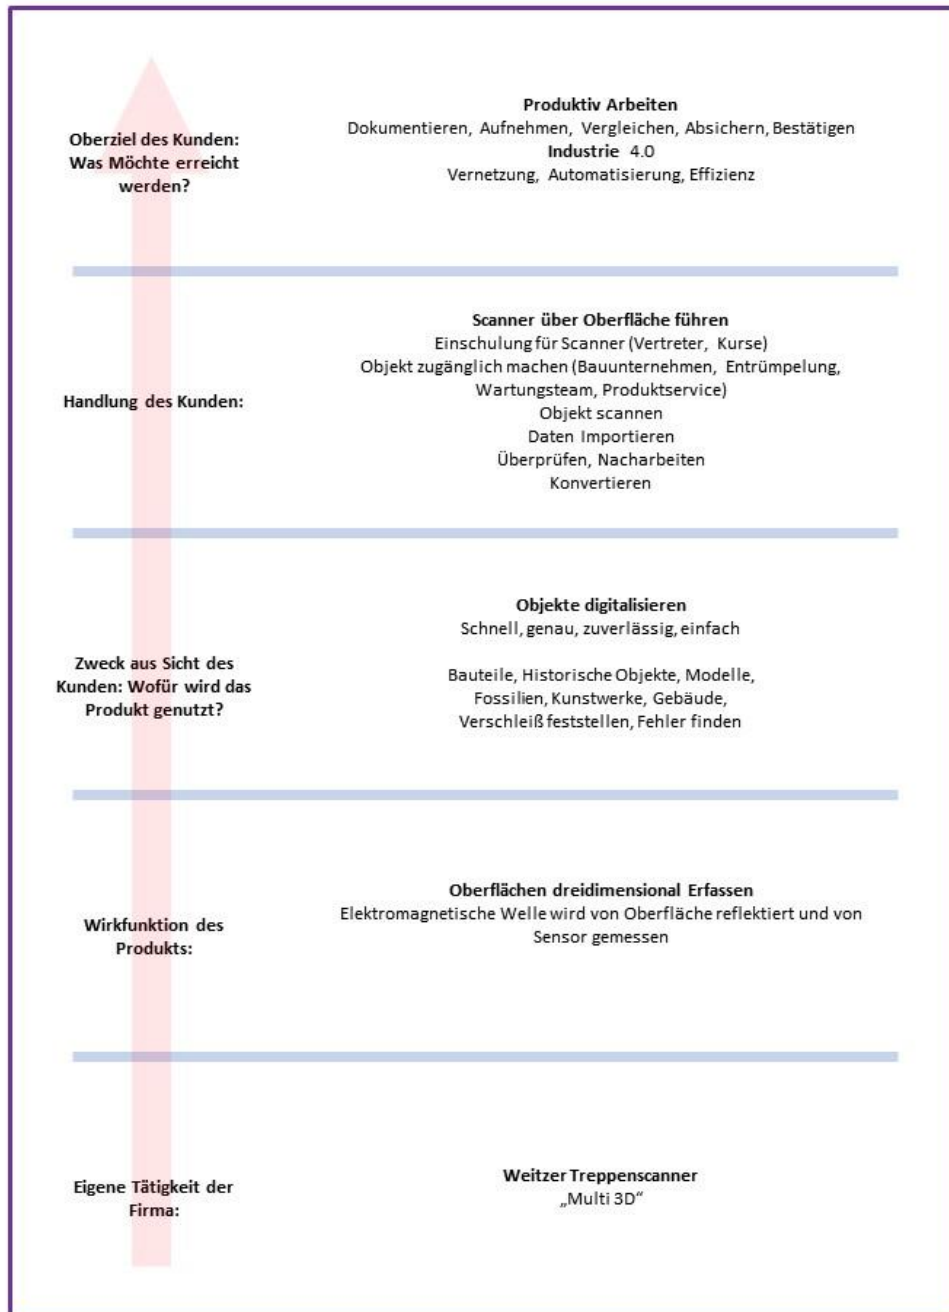 Oberziel des Kunden:
Was Möchte erreicht
werden?
Produktiv Arbeiten
Dokumentieren, Aufnehmen, Vergleichen, Absichern, Bestätigen
Industrie 4.0
Vernetzung, Automatisierung, Effizienz
Handlung des Kunden:
Scanner über Oberfläche führen
Einschulung für Scanner (Vertreter, Kurse)
Objekt zugänglich machen (Bauunternehmen, Entrümpelung,
Wartungsteam, Produktservice)
Objekt scannen
Daten Importieren
Überprüfen, Nacharbeiten
Konvertieren
Zweck aus Sicht des
Kunden: Wofür wird das
Produkt genutzt?
Objekte digitalisieren
Schnell, genau, zuverlässig, einfach
Bauteile, Historische Objekte, Modelle,
Fossilien, Kunstwerke, Gebäude,
Verschleiß feststellen, Fehler finden
Wirkfunktion des
Produkts:
Oberflächen dreidimensional Erfassen
Elektromagnetische Welle wird von Oberfläche reflektiert und von
Sensor gemessen
Eigene Tätigkeit der
Firma:
Weitzer Treppenscanner
„Multi 3D“